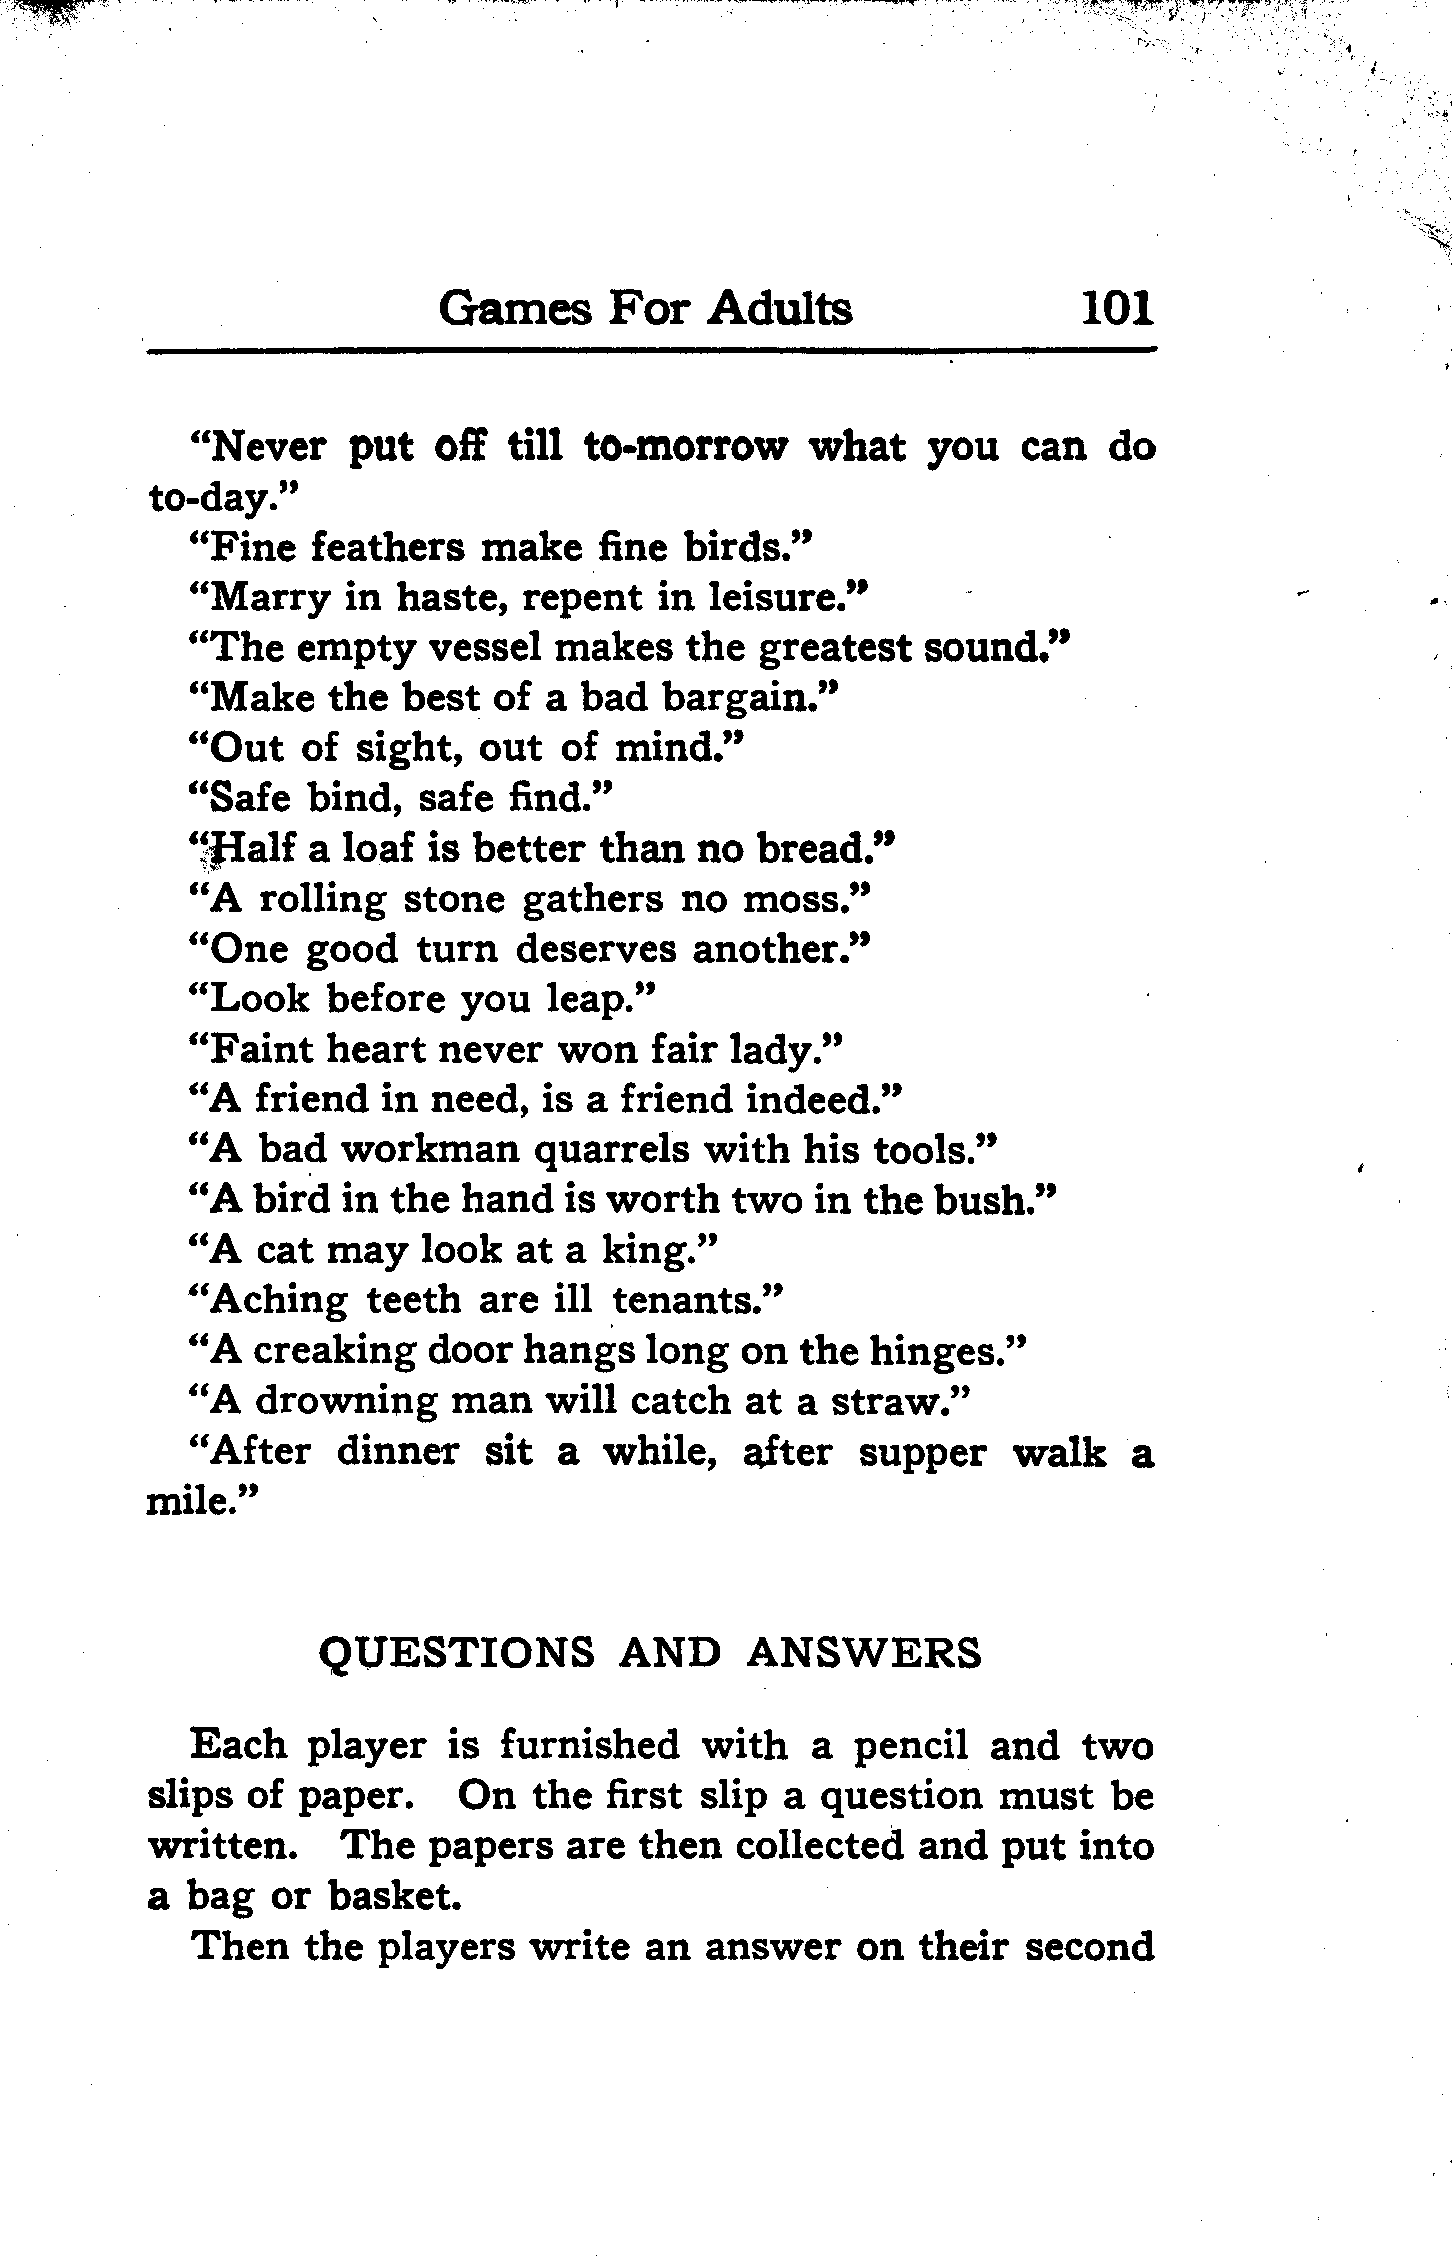 Games For Adults 101
“Never put off till to-morrow what you can do
to-day.”
“Fine feathers make fine birds.”
“Marry in haste, repent in leisure.”
“The empty vessel makes the greatest sound.”
“Make the best of a bad bargain.”
“Out of sight, out of mind.”
“Safe bind, safe find.”
“Half a loaf is better than no bread.”
“A rolling stone gathers no moss.”
“One good turn deserves another.”
“Look before you leap.”
“Faint heart never won fair lady.”
“A friend in need, is a friend indeed.”
“A bad workman quarrels with his tools.”
“A bird in the hand is worth two in the bush.”
“A cat may look at a king.”
“Aching teeth are ill tenants.”
“A creaking door hangs long on the hinges.”
“A drowning man will catch at a straw.”
“After dinner sit a while, after supper walk a
mile.”
QUESTIONS AND ANSWERS
Each player is furnished with a pencil and two
slips of paper. On the first slip a question must be
written. The papers are then collected and put into
a bag or basket.
Then the players write an answer on their second